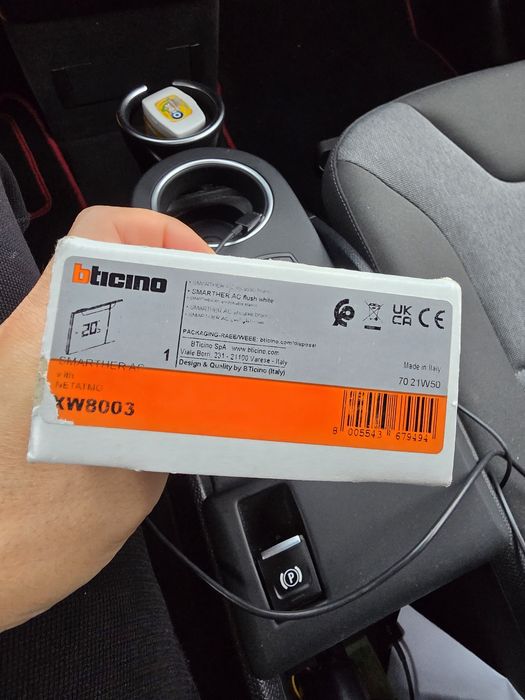 bticino
• SMARTHER AC flush white
PACKAGING-RAEE/WEEE: bticino.com/disposal
BTicino SpA www.bticino.com
Viale Borri, 231 - 21100 Varese - Italy
Design & Quality by BTicino (Italy)
20
1
UK
CA
CE
Made in Italy
70 21W50
SMARTHER AC
with
NETATMO
XW8003
8 005543 679494
P